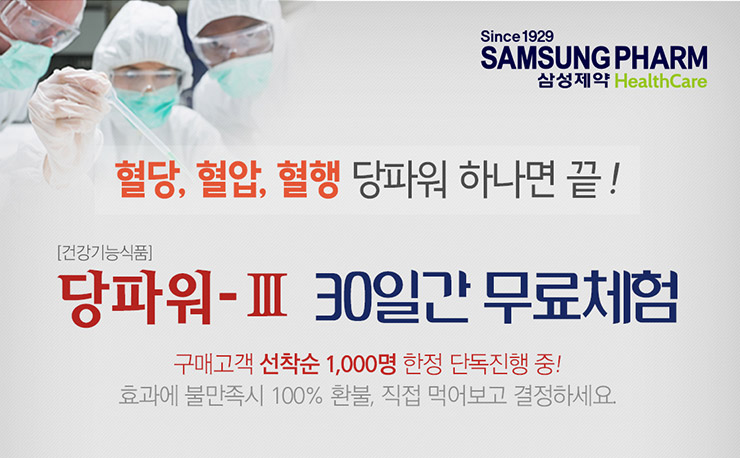 Since 1929
SAMSUNG PHARM
삼성제약 HealthCare
혈당, 혈압, 혈행 당파워 하나면 끝!
[건강기능식품]
당파워-Ⅲ 30일간 무료체험
구매고객 선착순 1,000명 한정 단독진행 중!
효과에 불만족시 100% 환불, 직접 먹어보고 결정하세요.